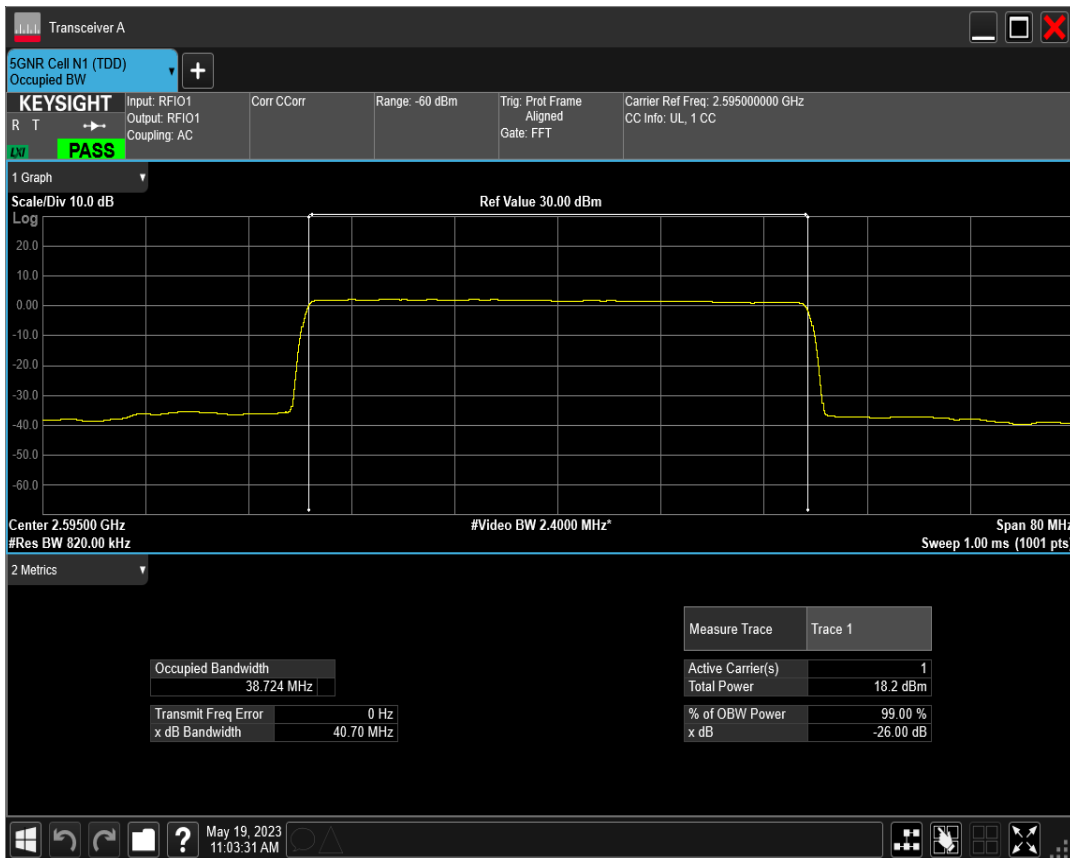 Transceiver A
5GNR Cell N1 (TDD)
Occupied BW
+
KEYSIGHT
R T
LXI
PASS
Input: RFIO1
Output: RFIO1
Coupling: AC
Corr CCorr
Range: -60 dBm
Trig: Prot Frame
Aligned
Gate: FFT
Carrier Ref Freq: 2.595000000 GHz
CC Info: UL, 1 CC
1 Graph
Scale/Div 10.0 dB
Ref Value 30.00 dBm
Log
20.0
10.0
0.00
-10.0
-20.0
-30.0
-40.0
-50.0
-60.0
Center 2.59500 GHz
#Video BW 2.4000 MHz*
Span 80 MHz
#Res BW 820.00 kHz
Sweep 1.00 ms (1001 pts)
2 Metrics
Measure Trace Trace 1
Occupied Bandwidth
38.724 MHz
Active Carrier(s) 1
Total Power 18.2 dBm
Transmit Freq Error 0 Hz
x dB Bandwidth 40.70 MHz
% of OBW Power 99.00 %
x dB -26.00 dB
?
May 19, 2023
11:03:31 AM